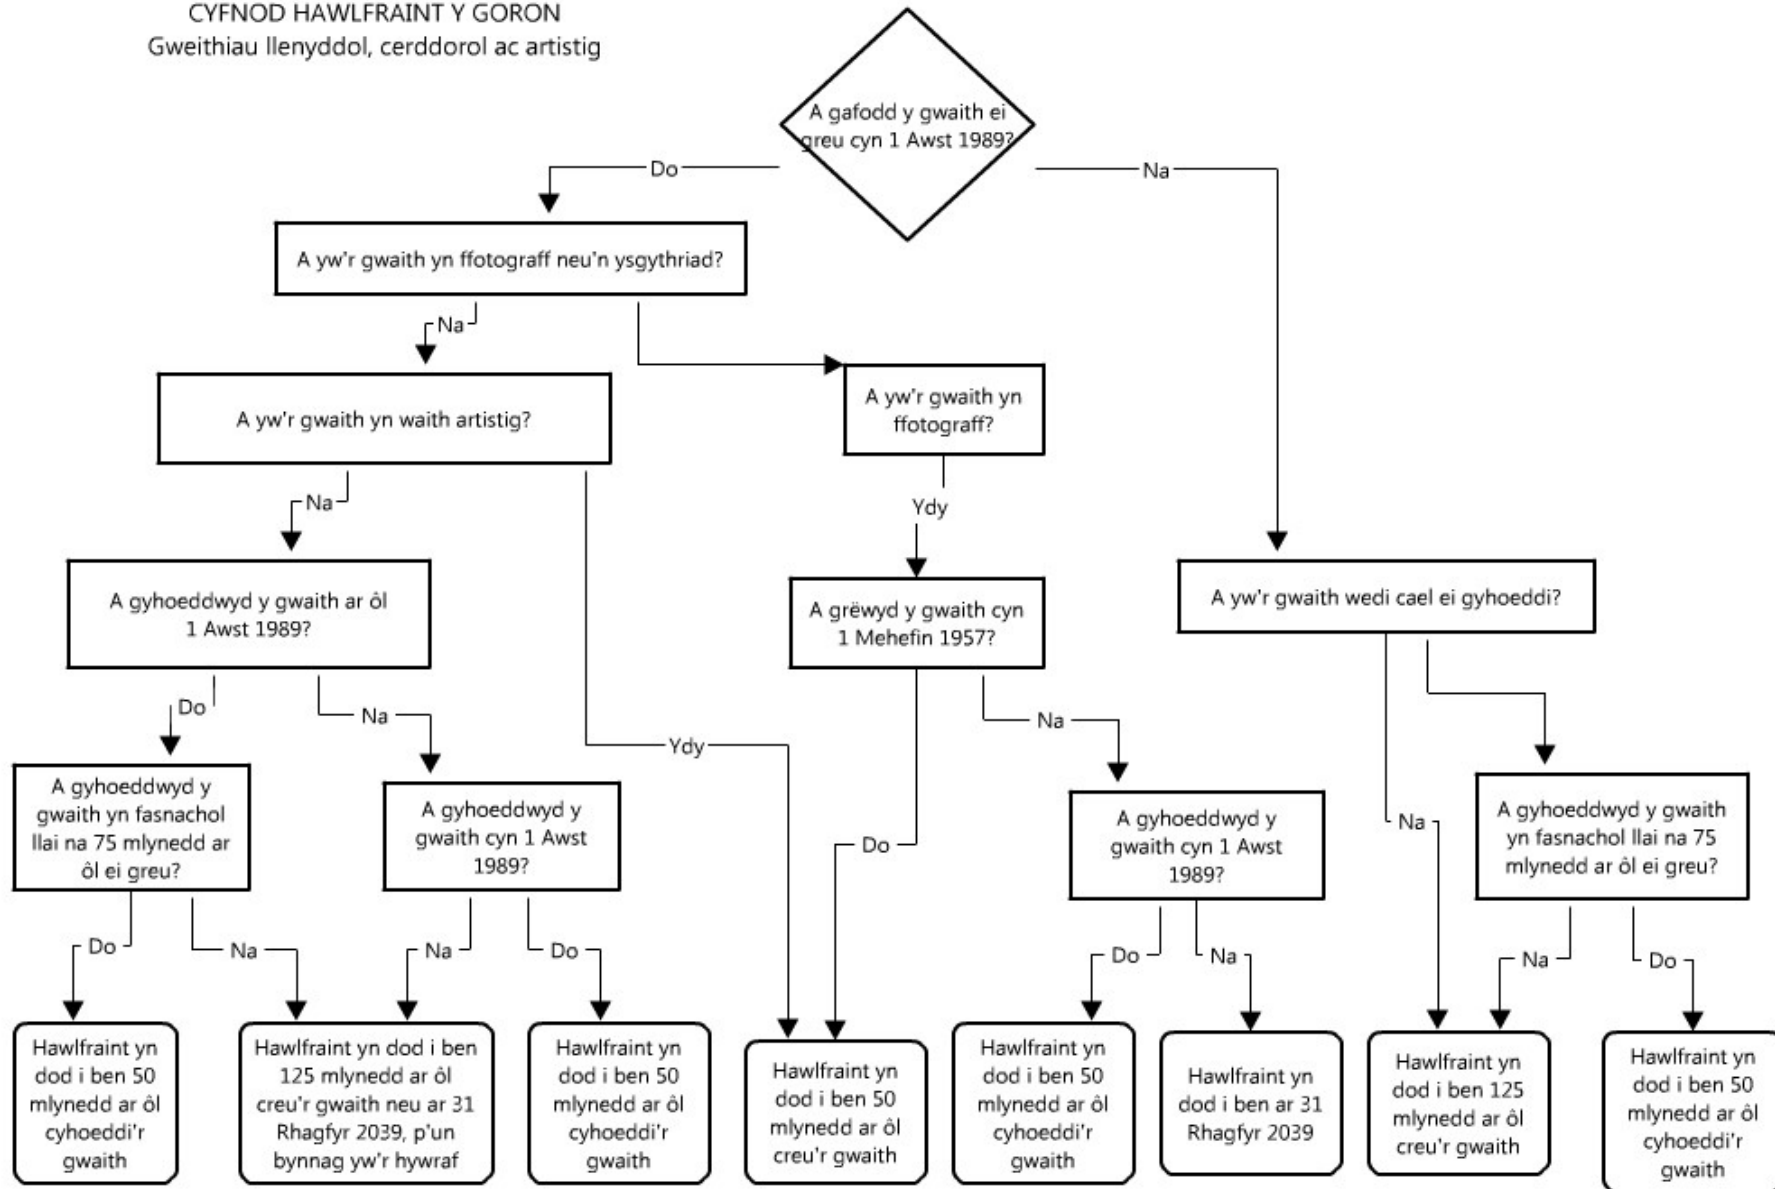 CYFNOD HAWLFRAINT Y GORON
Gweithiau llenyddol, cerddorol ac artistig
A gafodd y gwaith ei
greu cyn 1 Awst 1989?
Do
Na
A yw'r gwaith yn ffotograff neu'n ysgythriad?
Na
A yw'r gwaith yn waith artistig?
A yw'r gwaith yn
ffotograff?
Na
Ydy
A gyhoeddwyd y gwaith ar ôl
1 Awst 1989?
A grëwyd y gwaith cyn
1 Mehefin 1957?
A yw'r gwaith wedi cael ei gyhoeddi?
Do
Na
Ydy
Na
A gyhoeddwyd y
gwaith yn fasnachol
llai na 75 mlynedd ar
ôl ei greu?
A gyhoeddwyd y
gwaith cyn 1 Awst
1989?
Do
A gyhoeddwyd y
gwaith cyn 1 Awst
1989?
Na
A gyhoeddwyd y gwaith
yn fasnachol llai na 75
mlynedd ar ôl ei greu?
Do
Na
Na
Do
Do
Na
Na
Do
Hawlfraint yn
dod i ben 50
mlynedd ar ôl
cyhoeddi'r
gwaith
Hawlfraint yn dod i ben
125 mlynedd ar ôl
creu'r gwaith neu ar 31
Rhagfyr 2039, p'un
bynnag yw'r hywraf
Hawlfraint yn
dod i ben 50
mlynedd ar ôl
cyhoeddi'r
gwaith
Hawlfraint yn
dod i ben 50
mlynedd ar ôl
creu'r gwaith
Hawlfraint yn
dod i ben 50
mlynedd ar ôl
cyhoeddi'r
gwaith
Hawlfraint yn
dod i ben ar 31
Rhagfyr 2039
Hawlfraint yn
dod i ben 125
mlynedd ar ôl
creu'r gwaith
Hawlfraint yn
dod i ben 50
mlynedd ar ôl
cyhoeddi'r
gwaith